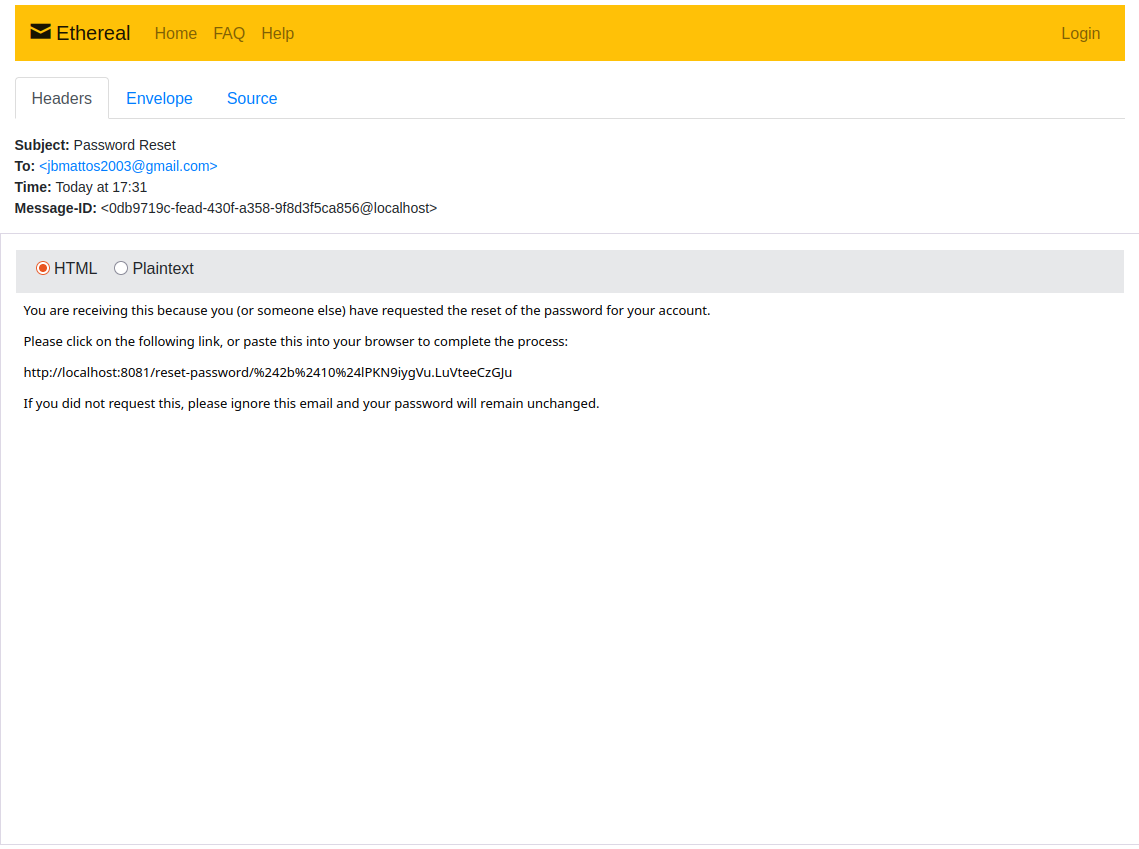 Ethereal Home FAQ Help Login
Headers Envelope Source
Subject: Password Reset
To: <jbmattos2003@gmail.com>
Time: Today at 17:31
Message-ID: <0db9719c-fead-430f-a358-9f8d3f5ca856@localhost>
HTML Plaintext
You are receiving this because you (or someone else) have requested the reset of the password for your account.
Please click on the following link, or paste this into your browser to complete the process:
http://localhost:8081/reset-password/%242b%2410%24lPKN9iygVu.LuVteeCzGJu
If you did not request this, please ignore this email and your password will remain unchanged.